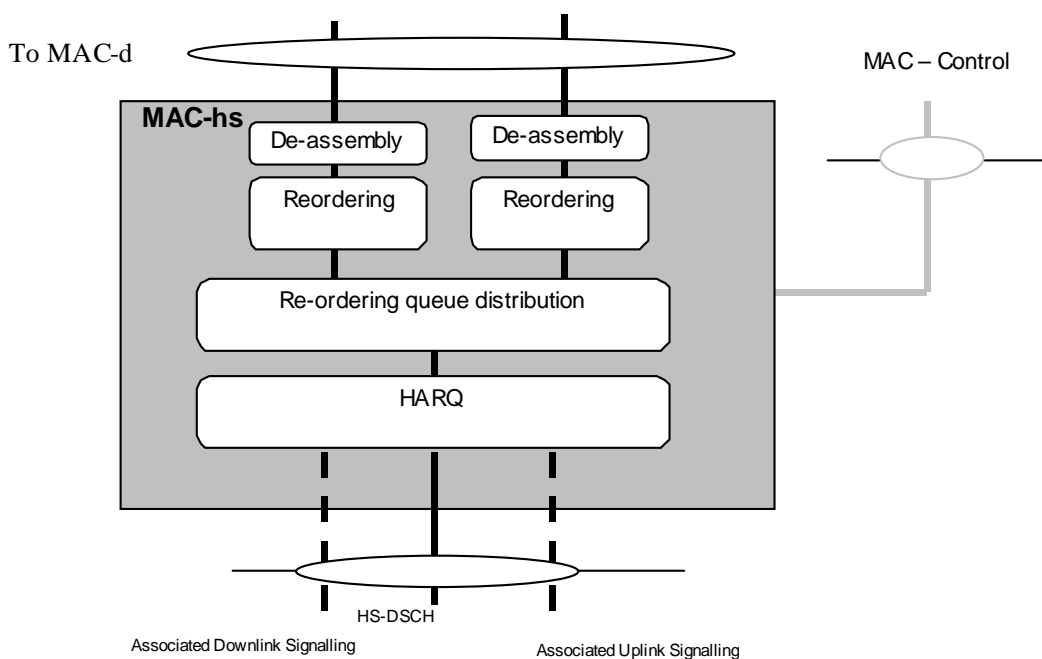 To MAC-d
MAC – Control
MAC-hs
De-assembly
De-assembly
Reordering
Reordering
Re-ordering queue distribution
HARQ
HS-DSCH
Associated Downlink Signalling
Associated Uplink Signalling